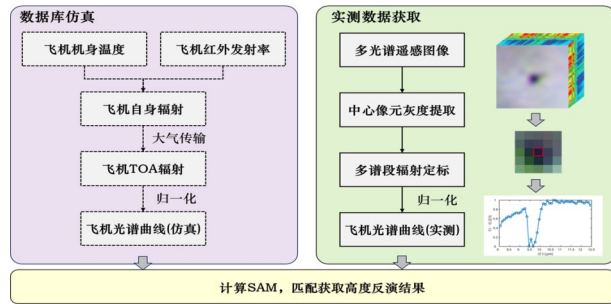 数据库仿真
飞机机身温度
飞机红外发射率
飞机自身辐射
大气传输
飞机TOA辐射
归一化
飞机光谱曲线(仿真)
实测数据获取
多光谱遥感图像
中心像元灰度提取
多谱段辐射定标
归一化
飞机光谱曲线(实测)
计算SAM，匹配获取高度反演结果